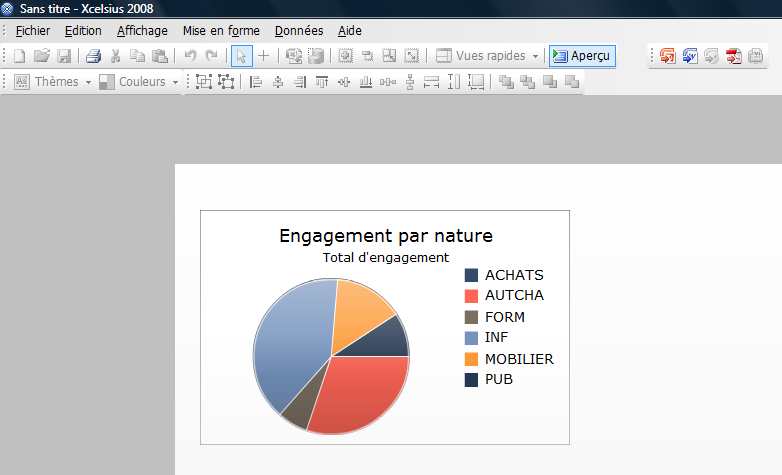 Sans titre - Xcelsius 2008
Fichier Edition Affichage Mise en forme Données Aide
Vues rapides Aperçu
Thèmes Couleurs
Engagement par nature
Total d'engagement
ACHATS
AUTCHA
FORM
INF
MOBILIER
PUB